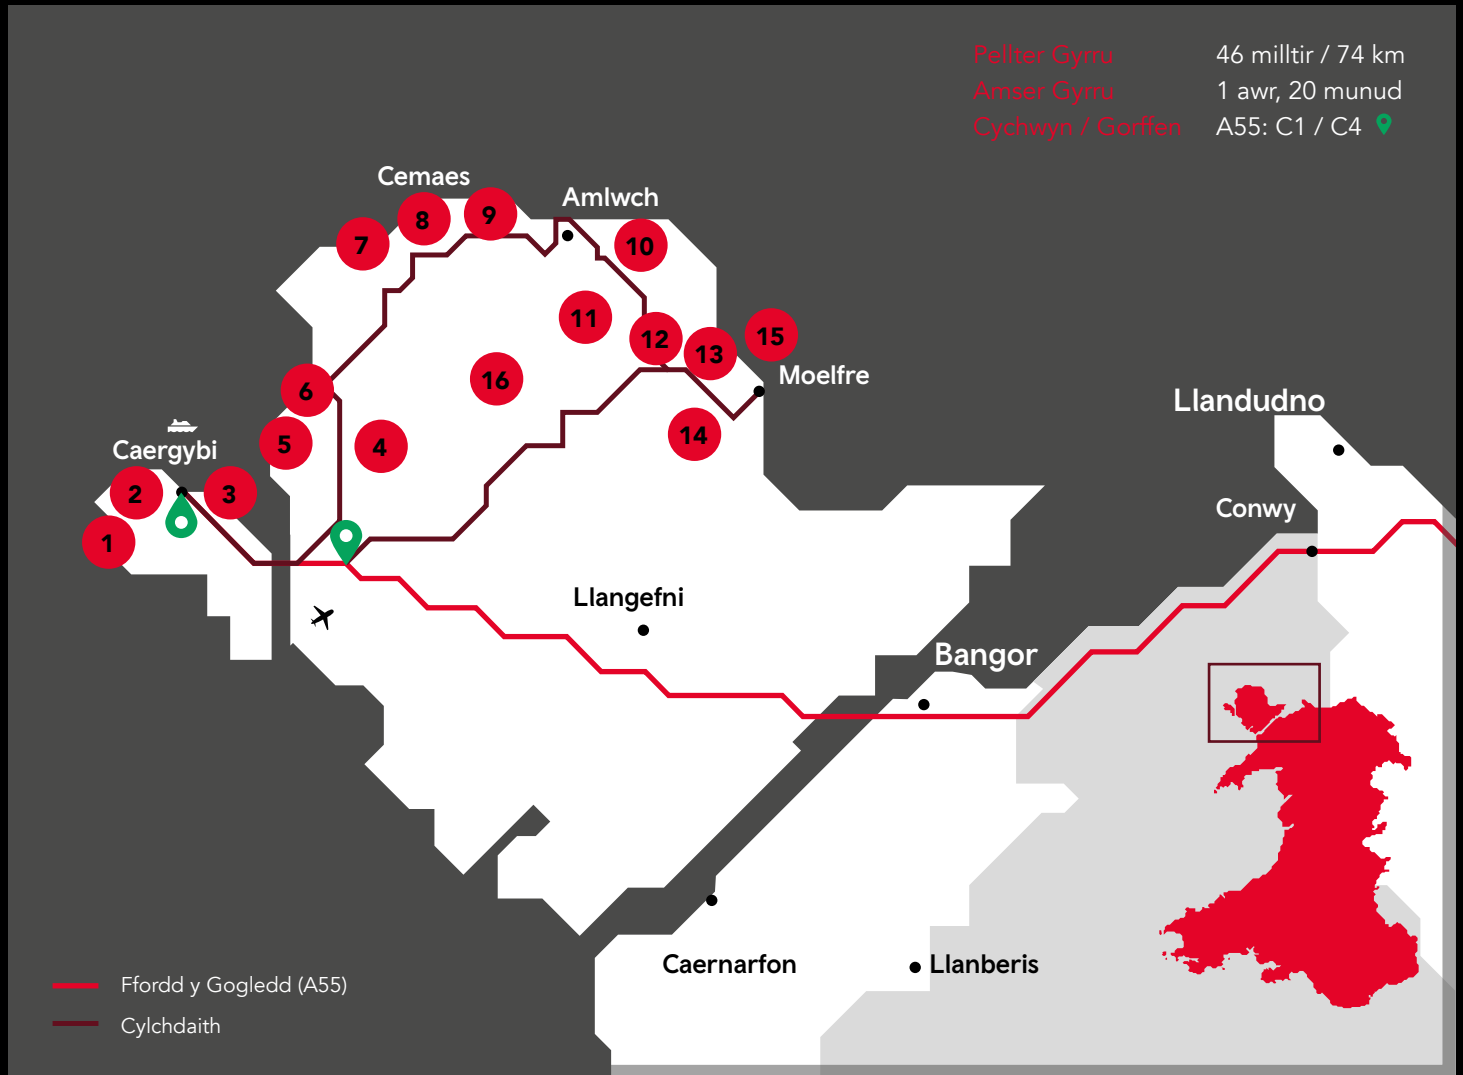 Pellter Gyrru 46 milltir / 74 km
Amser Gyrru 1 awr, 20 munud
Cychwyn / Gorffen A55: C1 / C4
Cemaes
Amlwch
7
8
9
10
11
12
13
15
Moelfre
16
6
5
4
14
Llandudno
Caergybi
2
3
1
Conwy
Llangefni
Bangor
Caernarfon
Llanberis
Ffordd y Gogledd (A55)
Cylchdaith